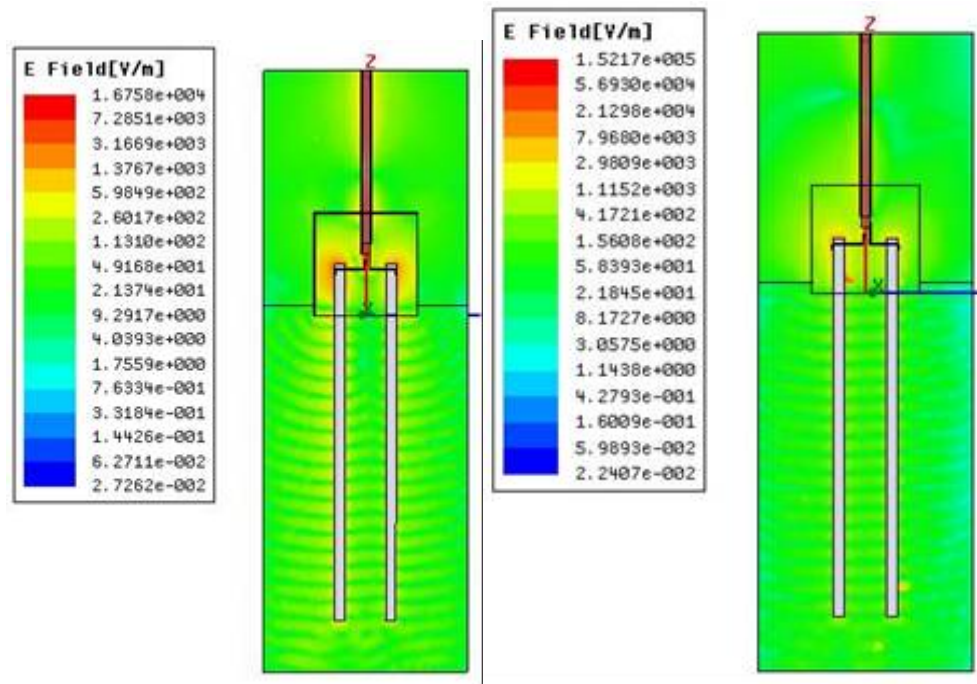 E Field[V/m]
1.6758e+004
7.2851e+003
3.1669e+003
1.3767e+003
5.9849e+002
2.6017e+002
1.1310e+002
4.9168e+001
2.1374e+001
9.2917e+000
4.0393e+000
1.7559e+000
7.6334e-001
3.3184e-001
1.4426e-001
6.2711e-002
2.7262e-002
Z
X
E Field[V/m]
1.5217e+005
5.6930e+004
2.1298e+004
7.9680e+003
2.9809e+003
1.1152e+003
4.1721e+002
1.5608e+002
5.8393e+001
2.1845e+001
8.1727e+000
3.0575e+000
1.1438e+000
4.2793e-001
1.6009e-001
5.9893e-002
2.2407e-002
Z
X